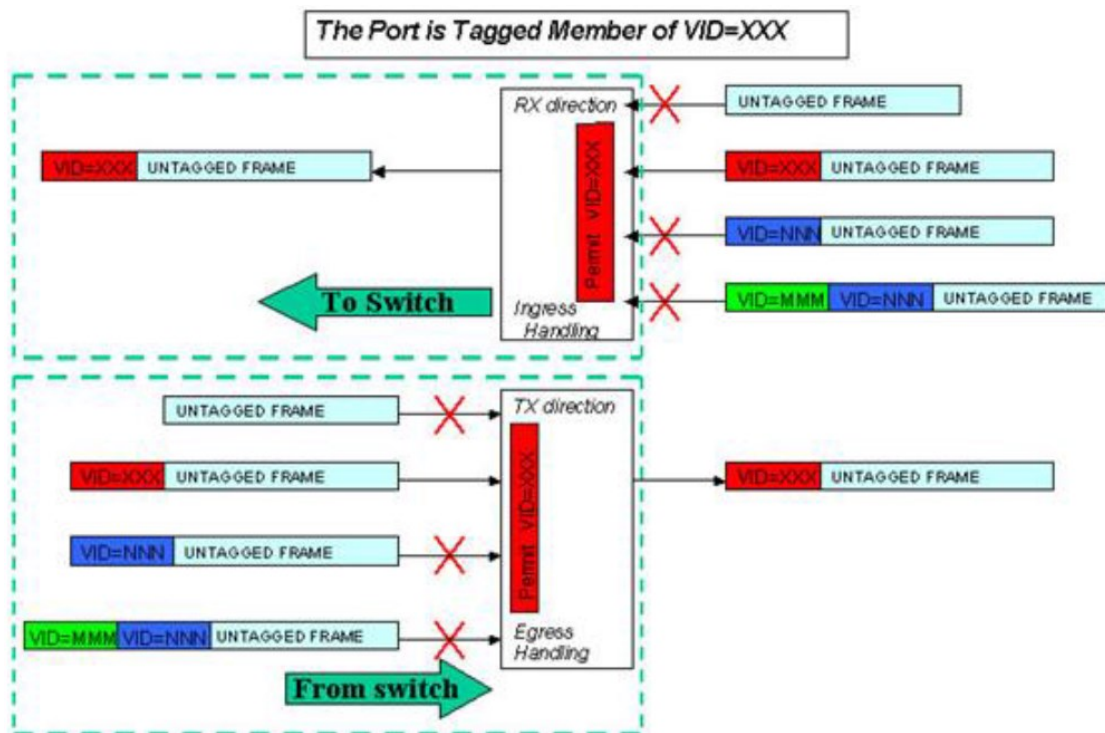 The Port is Tagged Member of VID=XXX
RX direction
UNTAGGED FRAME
VID=XXX UNTAGGED FRAME
Permit VID=XXX
VID=XXX UNTAGGED FRAME
VID=NNN UNTAGGED FRAME
To Switch
Ingress
Handling
VID=MMM VID=NNN UNTAGGED FRAME
UNTAGGED FRAME
TX direction
VID=XXX UNTAGGED FRAME
Permit VID=XXX
VID=XXX UNTAGGED FRAME
VID=NNN UNTAGGED FRAME
VID=MMM VID=NNN UNTAGGED FRAME
Egress
Handling
From switch